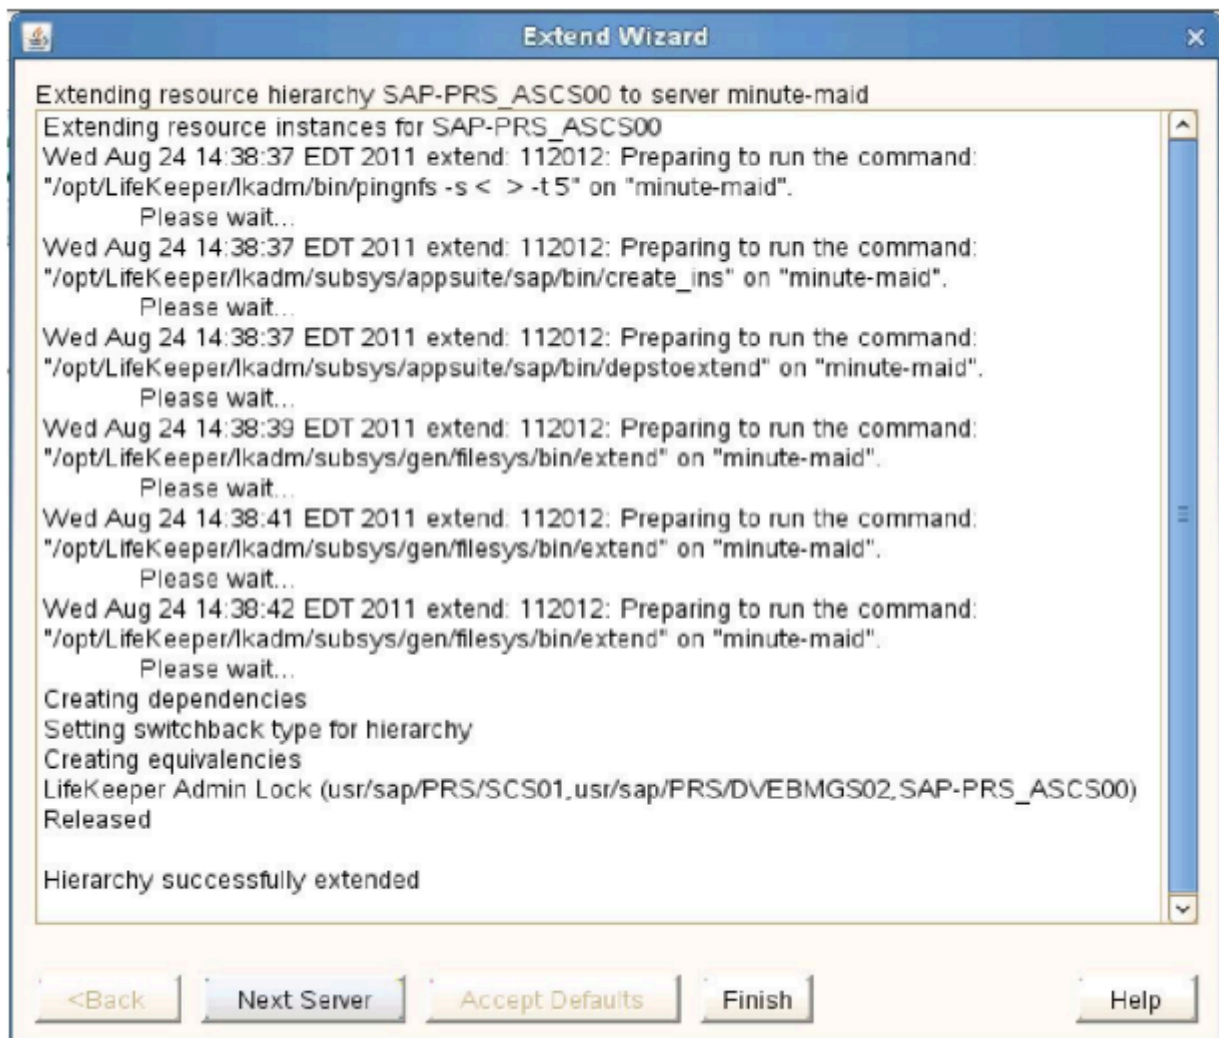 Extend Wizard
Extending resource hierarchy SAP-PRS_ASCS00 to server minute-maid
Extending resource instances for SAP-PRS_ASCS00
Wed Aug 24 14:38:37 EDT 2011 extend: 112012: Preparing to run the command:
"/opt/LifeKeeper/lkadm/bin/pingnfs -s < > -t 5" on "minute-maid".
Please wait...
Wed Aug 24 14:38:37 EDT 2011 extend: 112012: Preparing to run the command:
"/opt/LifeKeeper/lkadm/subsys/appsuite/sap/bin/create_ins" on "minute-maid".
Please wait...
Wed Aug 24 14:38:37 EDT 2011 extend: 112012: Preparing to run the command:
"/opt/LifeKeeper/lkadm/subsys/appsuite/sap/bin/depstoextend" on "minute-maid".
Please wait...
Wed Aug 24 14:38:39 EDT 2011 extend: 112012: Preparing to run the command:
"/opt/LifeKeeper/lkadm/subsys/gen/filesys/bin/extend" on "minute-maid".
Please wait...
Wed Aug 24 14:38:41 EDT 2011 extend: 112012: Preparing to run the command:
"/opt/LifeKeeper/lkadm/subsys/gen/filesys/bin/extend" on "minute-maid".
Please wait...
Wed Aug 24 14:38:42 EDT 2011 extend: 112012: Preparing to run the command:
"/opt/LifeKeeper/lkadm/subsys/gen/filesys/bin/extend" on "minute-maid".
Please wait...
Creating dependencies
Setting switchback type for hierarchy
Creating equivalencies
LifeKeeper Admin Lock (usr/sap/PRS/SCS01,usr/sap/PRS/DVEBMGS02,SAP-PRS_ASCS00)
Released
Hierarchy successfully extended
<Back Next Server Accept Defaults Finish Help